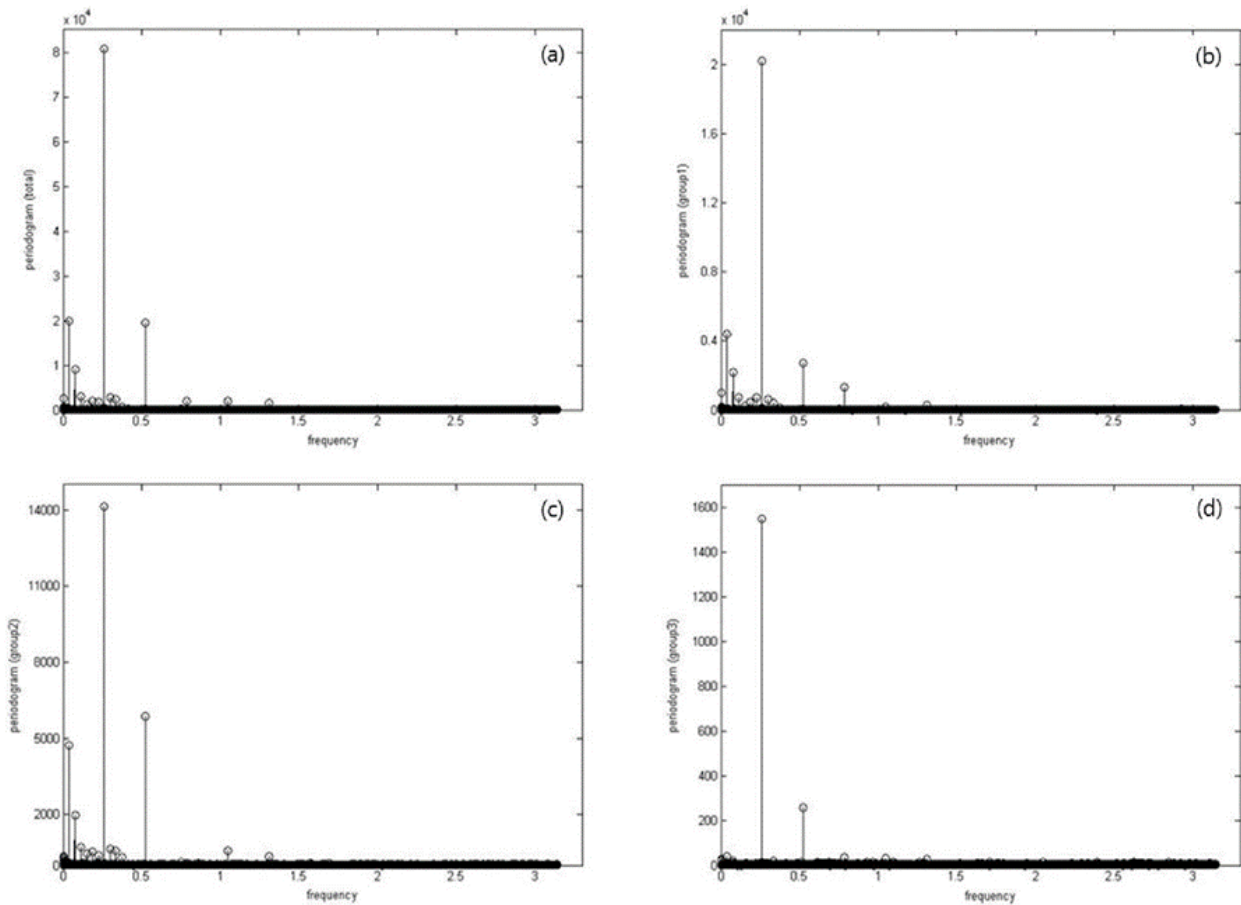 x 10⁴
(a)
8
7
6
5
4
3
2
1
0
periodogram (total)
0 0.5 1 1.5 2 2.5 3
frequency
x 10⁴
(b)
2
1.6
1.2
0.8
0.4
0
periodogram (group1)
0 0.5 1 1.5 2 2.5 3
frequency
(c)
14000
11000
8000
5000
2000
0
periodogram (group2)
0 0.5 1 1.5 2 2.5 3
frequency
(d)
1600
1400
1200
1000
800
600
400
200
0
periodogram (group3)
0 0.5 1 1.5 2 2.5 3
frequency